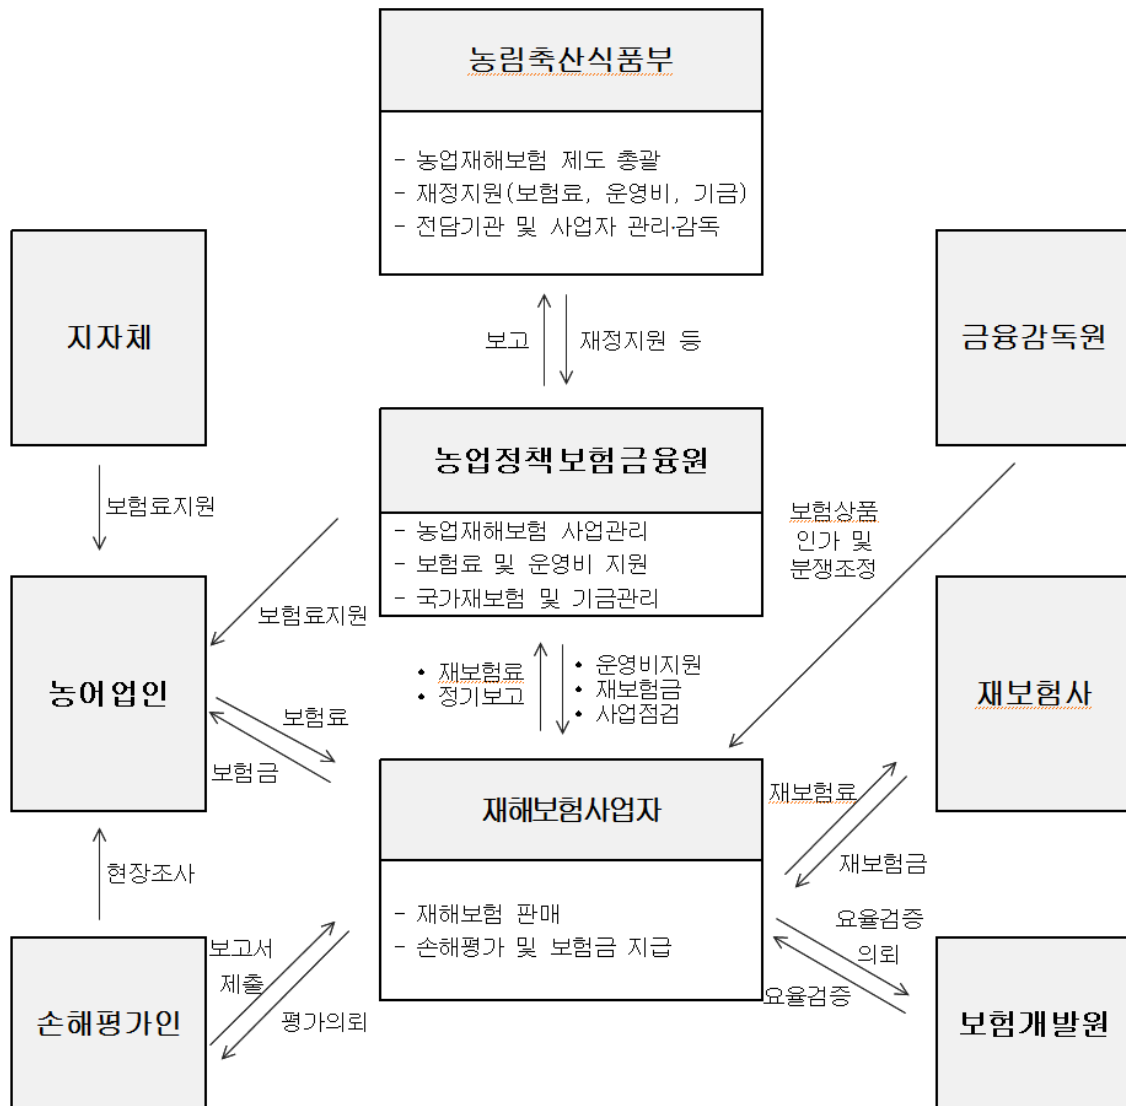 농림축산식품부
- 농업재해보험 제도 총괄
- 재정지원(보험료, 운영비, 기금)
- 전담기관 및 사업자 관리·감독
지자체
금융감독원
보고
재정지원 등
농업정책보험금융원
- 농업재해보험 사업관리
- 보험료 및 운영비 지원
- 국가재보험 및 기금관리
보험료지원
보험상품
인가 및
분쟁조정
보험료지원
농어업인
재보험사
• 재보험료
• 정기보고
• 운영비지원
• 재보험금
• 사업점검
보험료
보험금
재해보험사업자
- 재해보험 판매
- 손해평가 및 보험금 지급
재보험료
재보험금
현장조사
보고서
제출
평가의뢰
요율검증
의뢰
요율검증
손해평가인
보험개발원